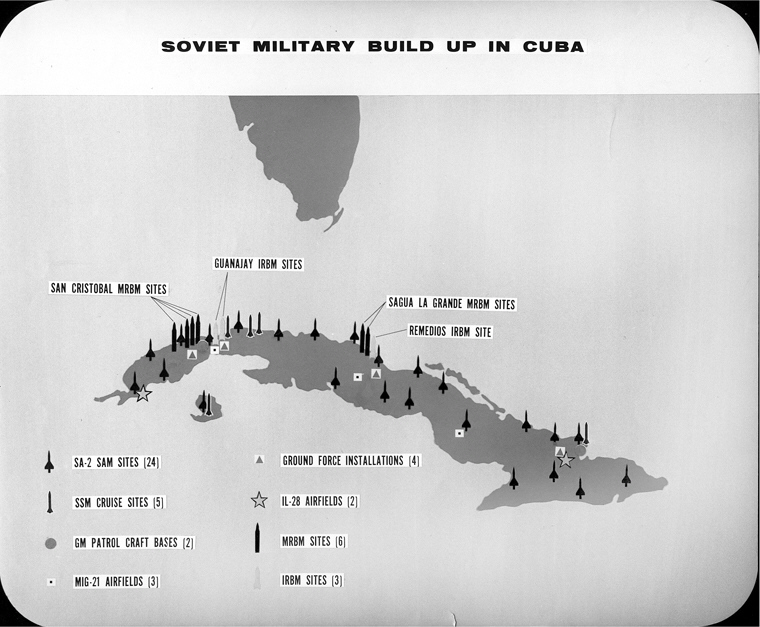 SOVIET MILITARY BUILD UP IN CUBA
GUANAJAY IRBM SITES
SAN CRISTOBAL MRBM SITES
SAGUA LA GRANDE MRBM SITES
REMEDIOS IRBM SITE
SA-2 SAM SITES (24)
SSM CRUISE SITES (5)
GM PATROL CRAFT BASES (2)
MIG-21 AIRFIELDS (3)
GROUND FORCE INSTALLATIONS (4)
IL-28 AIRFIELDS (2)
MRBM SITES (6)
IRBM SITES (3)